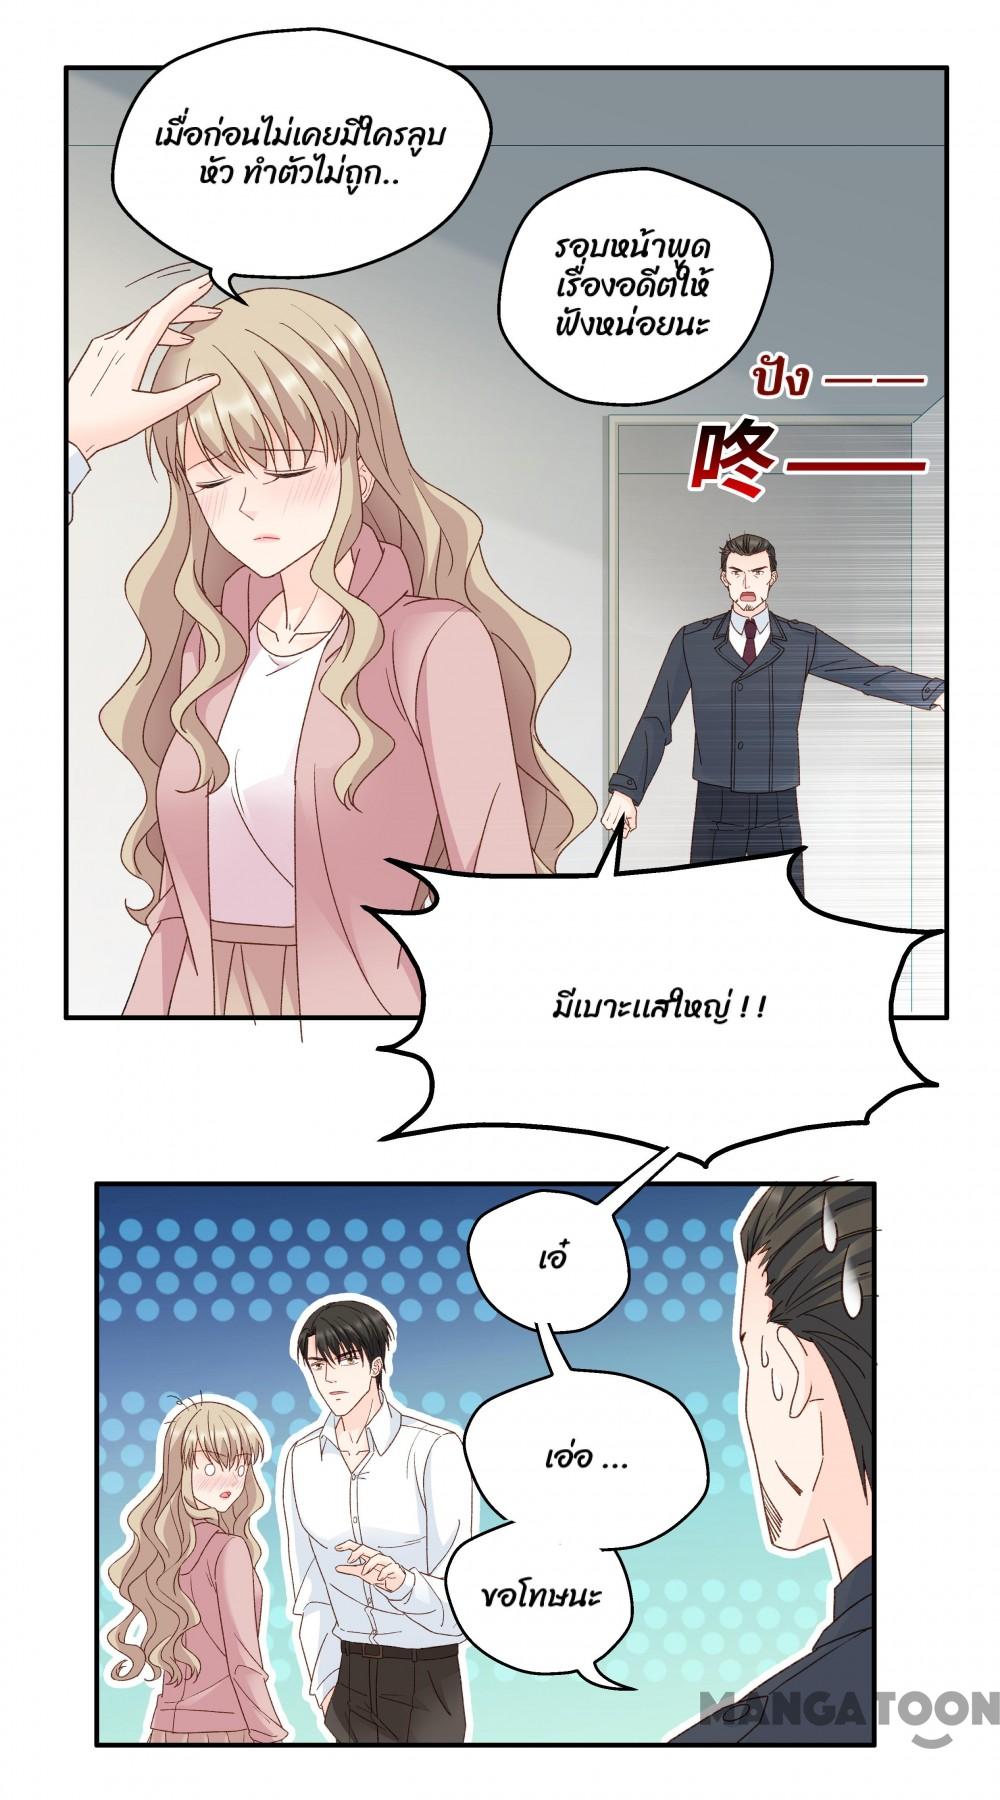 เมื่อก่อนไม่เคยมีใครลูบ
หัว ทำตัวไม่ถูก..
รอบหน้าพูด
เรื่องอดีตให้
ฟังหน่อยนะ
ปัง ——
咚——
มีเบาะแสใหญ่ ! !
เอ๋
เอ่อ ...
ขอโทษนะ
MANGATOON